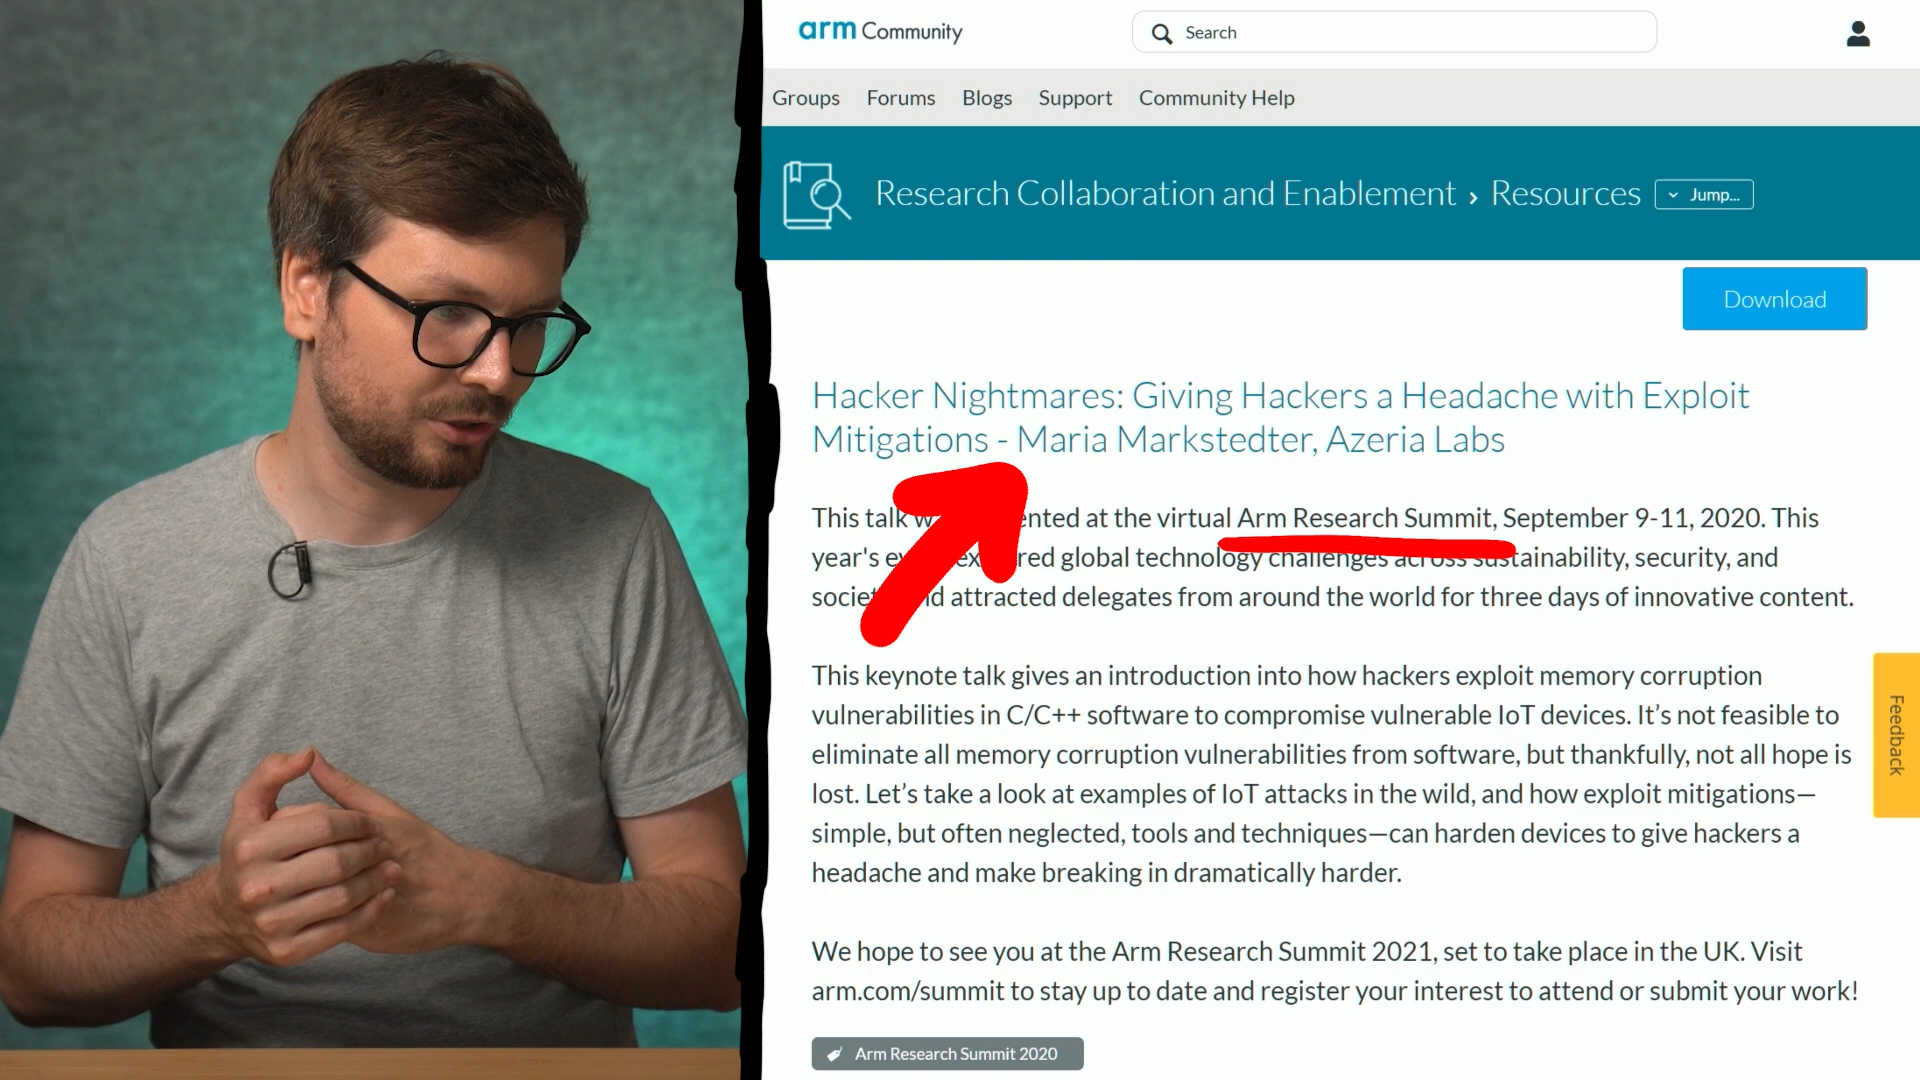 arm Community
Search
Groups Forums Blogs Support Community Help
Research Collaboration and Enablement › Resources
Jump...
Download
Hacker Nightmares: Giving Hackers a Headache with Exploit
Mitigations - Maria Markstedter, Azeria Labs
This talk w nted at the virtual Arm Research Summit, September 9-11, 2020. This
year's e ex red global technology challenges across sustainability, security, and
socie d attracted delegates from around the world for three days of innovative content.
This keynote talk gives an introduction into how hackers exploit memory corruption
vulnerabilities in C/C++ software to compromise vulnerable IoT devices. It’s not feasible to
eliminate all memory corruption vulnerabilities from software, but thankfully, not all hope is
lost. Let’s take a look at examples of IoT attacks in the wild, and how exploit mitigations—
simple, but often neglected, tools and techniques—can harden devices to give hackers a
headache and make breaking in dramatically harder.
We hope to see you at the Arm Research Summit 2021, set to take place in the UK. Visit
arm.com/summit to stay up to date and register your interest to attend or submit your work!
Arm Research Summit 2020
Feedback